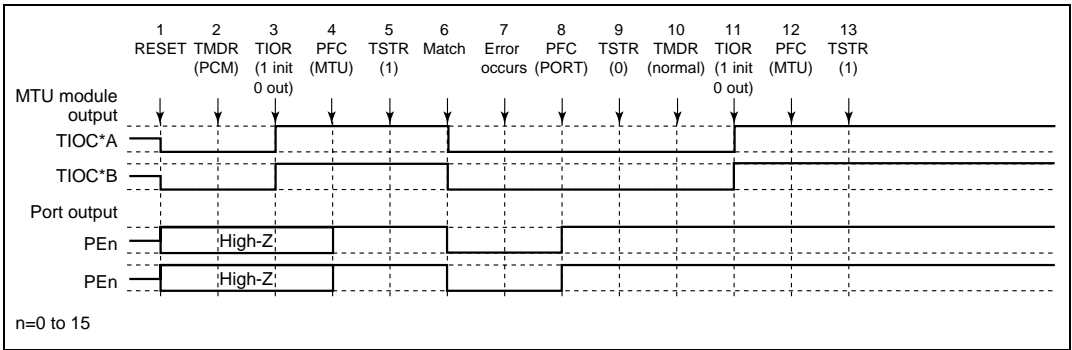 1 2 3 4 5 6 7 8 9 10 11 12 13
RESET TMDR TIOR PFC TSTR Match Error PFC TSTR TMDR TIOR PFC TSTR
(PCM) (1 init (MTU) (1) occurs (PORT) (0) (normal) (1 init (MTU) (1)
0 out) 0 out)
MTU module
output
TIOC*A
TIOC*B
Port output
PEn High-Z
PEn High-Z
n=0 to 15